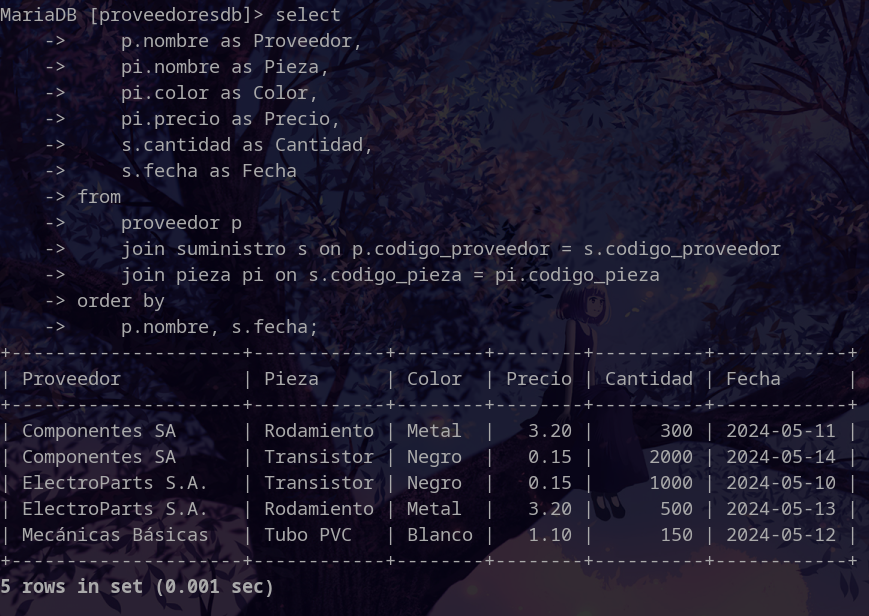 MariaDB [proveedoresdb]> select
    ->     p.nombre as Proveedor,
    ->     pi.nombre as Pieza,
    ->     pi.color as Color,
    ->     pi.precio as Precio,
    ->     s.cantidad as Cantidad,
    ->     s.fecha as Fecha
    -> from
    ->     proveedor p
    ->     join suministro s on p.codigo_proveedor = s.codigo_proveedor
    ->     join pieza pi on s.codigo_pieza = pi.codigo_pieza
    -> order by
    ->     p.nombre, s.fecha;
+---------------------+------------+--------+--------+----------+------------+
| Proveedor           | Pieza      | Color  | Precio | Cantidad | Fecha      |
+---------------------+------------+--------+--------+----------+------------+
| Componentes SA      | Rodamiento | Metal  |   3.20 |      300 | 2024-05-11 |
| Componentes SA      | Transistor | Negro  |   0.15 |     2000 | 2024-05-14 |
| ElectroParts S.A.   | Transistor | Negro  |   0.15 |     1000 | 2024-05-10 |
| ElectroParts S.A.   | Rodamiento | Metal  |   3.20 |      500 | 2024-05-13 |
| Mecánicas Básicas   | Tubo PVC   | Blanco |   1.10 |      150 | 2024-05-12 |
+---------------------+------------+--------+--------+----------+------------+
5 rows in set (0.001 sec)